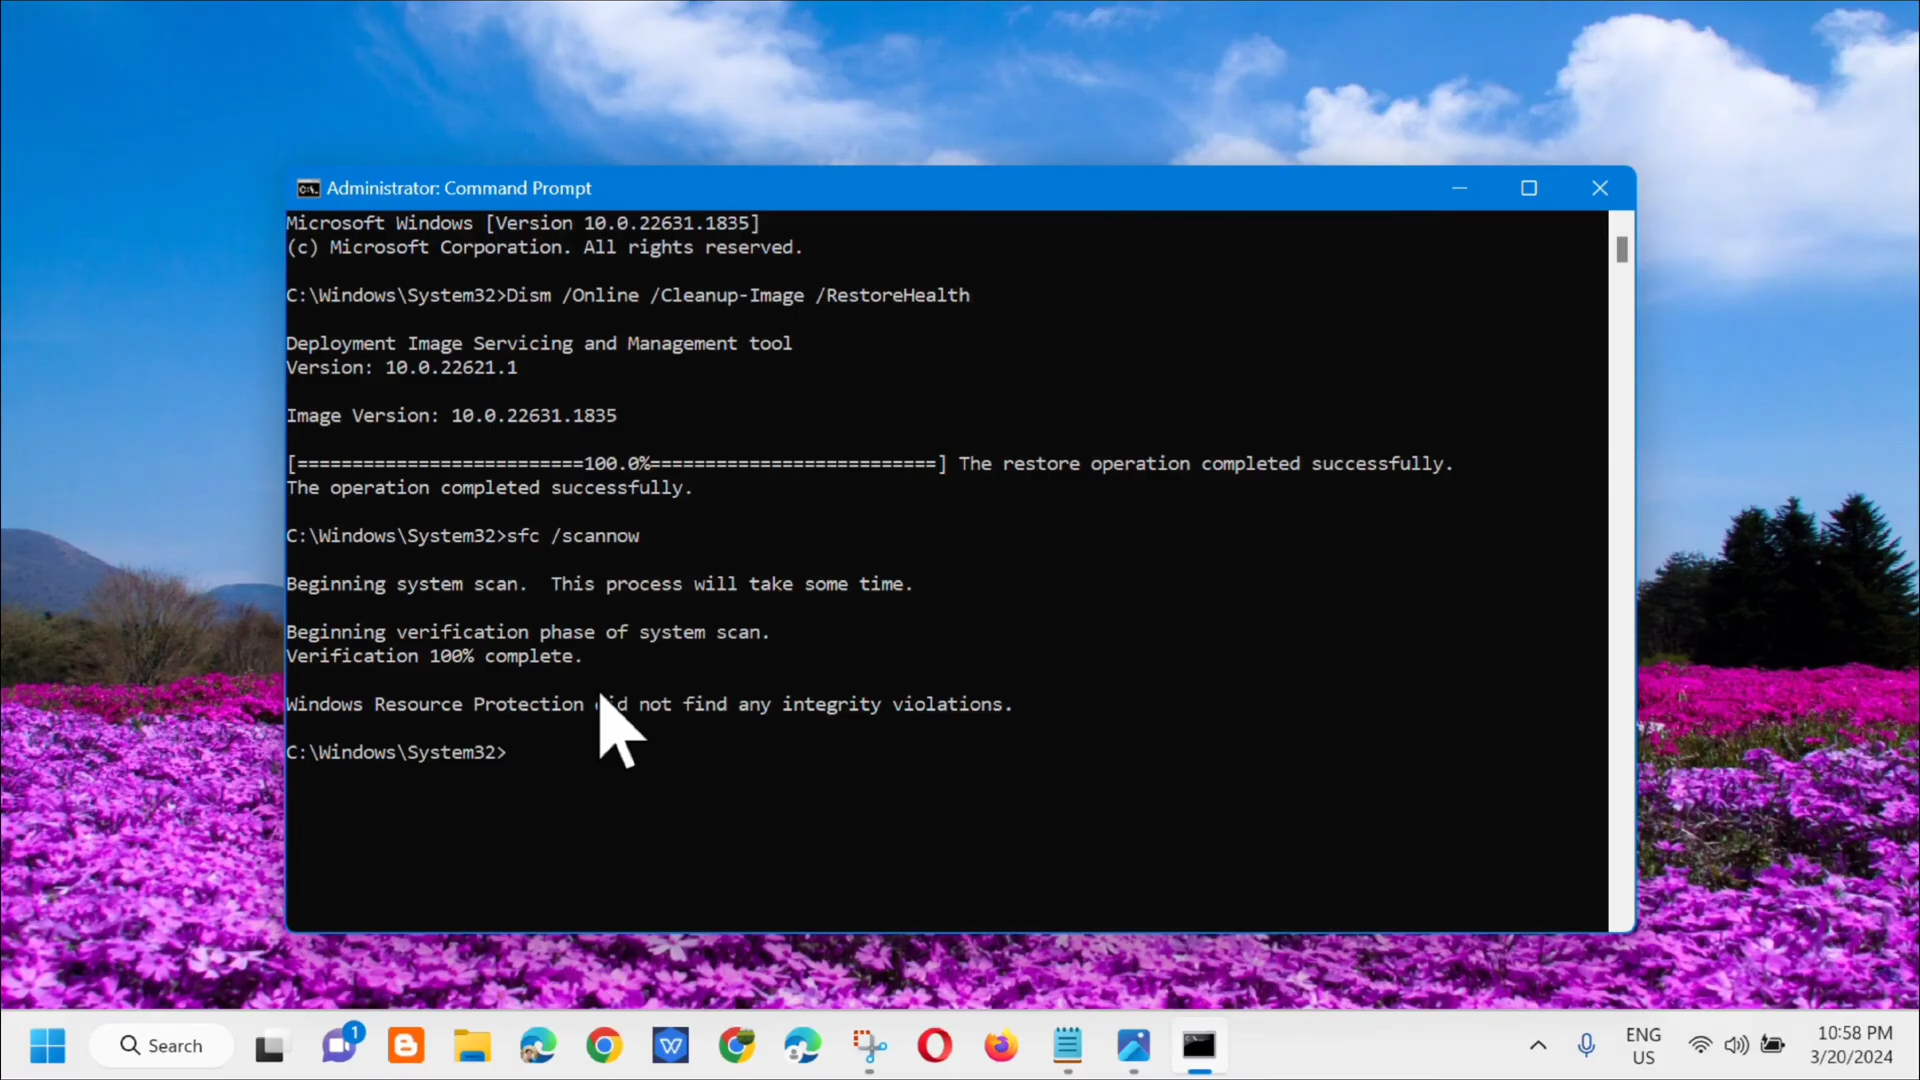 Administrator: Command Prompt
Microsoft Windows [Version 10.0.22631.1835]
(c) Microsoft Corporation. All rights reserved.
C:\Windows\System32>Dism /Online /Cleanup-Image /RestoreHealth
Deployment Image Servicing and Management tool
Version: 10.0.22621.1
Image Version: 10.0.22631.1835
[==========================100.0%==========================] The restore operation completed successfully.
The operation completed successfully.
C:\Windows\System32>sfc /scannow
Beginning system scan.  This process will take some time.
Beginning verification phase of system scan.
Verification 100% complete.
Windows Resource Protection did not find any integrity violations.
C:\Windows\System32>
Search
1
ENG
US
10:58 PM
3/20/2024